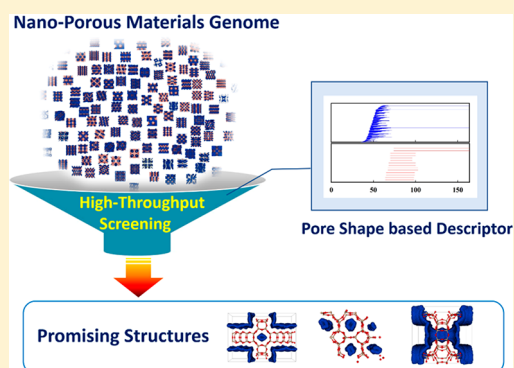 Nano-Porous Materials Genome
High-Throughput
Screening
0 50 100 150
Pore Shape based Descriptor
Promising Structures